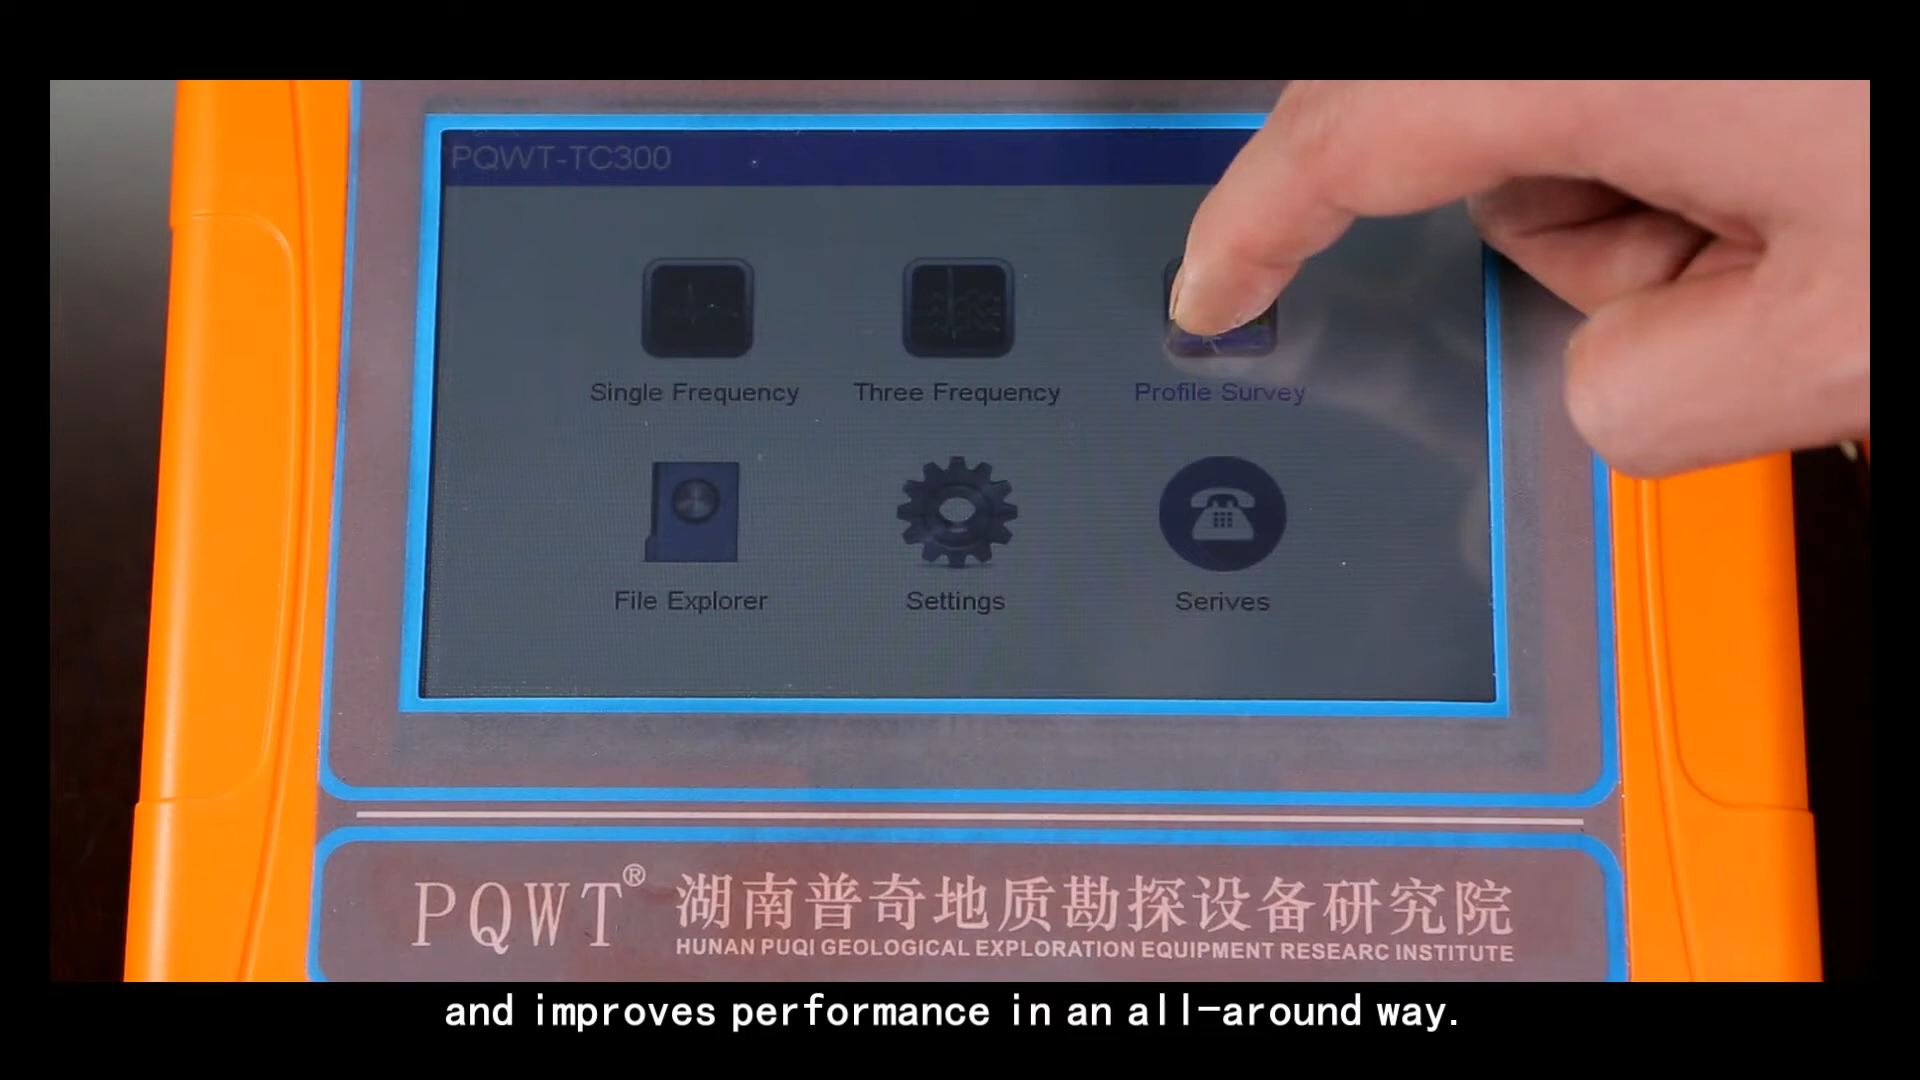 PQWT-TC300
Single Frequency
Three Frequency
Profile Survey
File Explorer
Settings
Serives
PQWT®
湖南普奇地质勘探设备研究院
HUNAN PUQI GEOLOGICAL EXPLORATION EQUIPMENT RESEARC INSTITUTE
and improves performance in an all-around way.